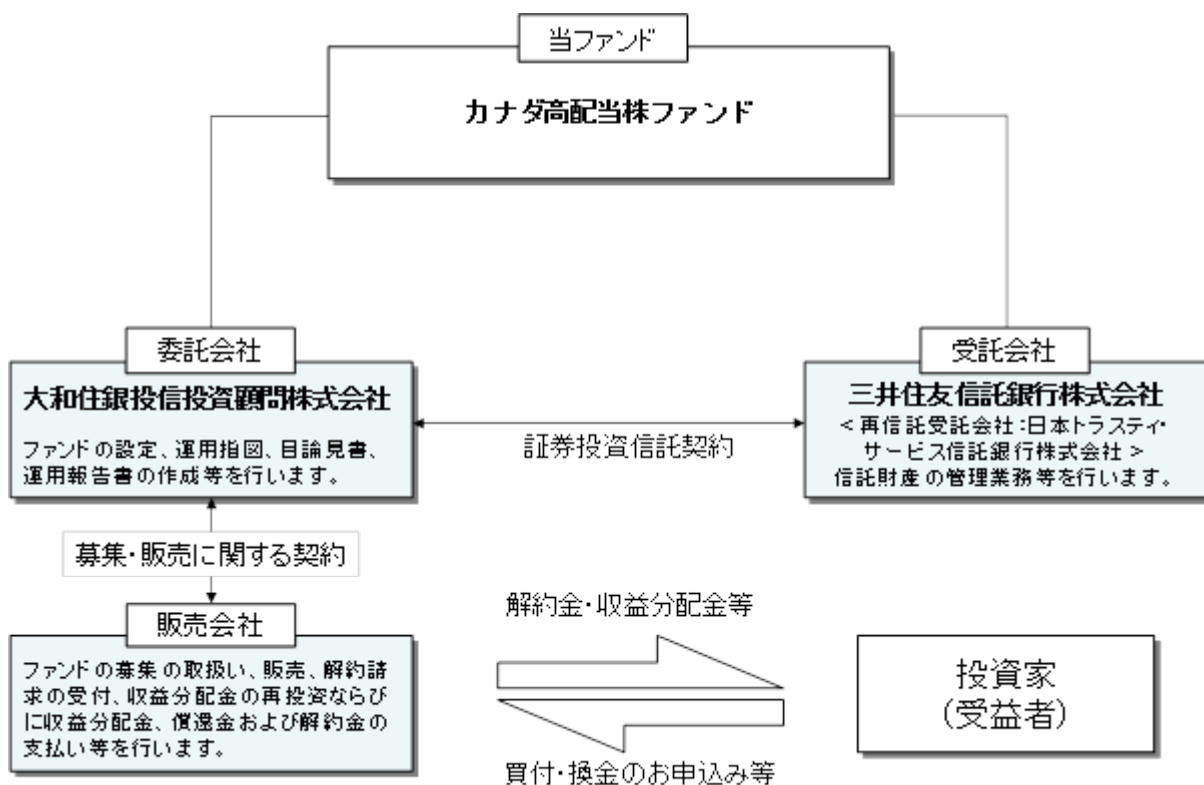 当ファンド
カナダ高配当株ファンド
委託会社
大和住銀投信投資顧問株式会社
ファンドの設定、運用指図、目論見書、
運用報告書の作成等を行います。
証券投資信託契約
受託会社
三井住友信託銀行株式会社
<再信託受託会社:日本トラスティ・
サービス信託銀行株式会社>
信託財産の管理業務等を行います。
募集・販売に関する契約
販売会社
ファンドの募集の取扱い、販売、解約請
求の受付、収益分配金の再投資ならび
に収益分配金、償還金および解約金の
支払い等を行います。
解約金・収益分配金等
買付・換金のお申込み等
投資家
(受益者)